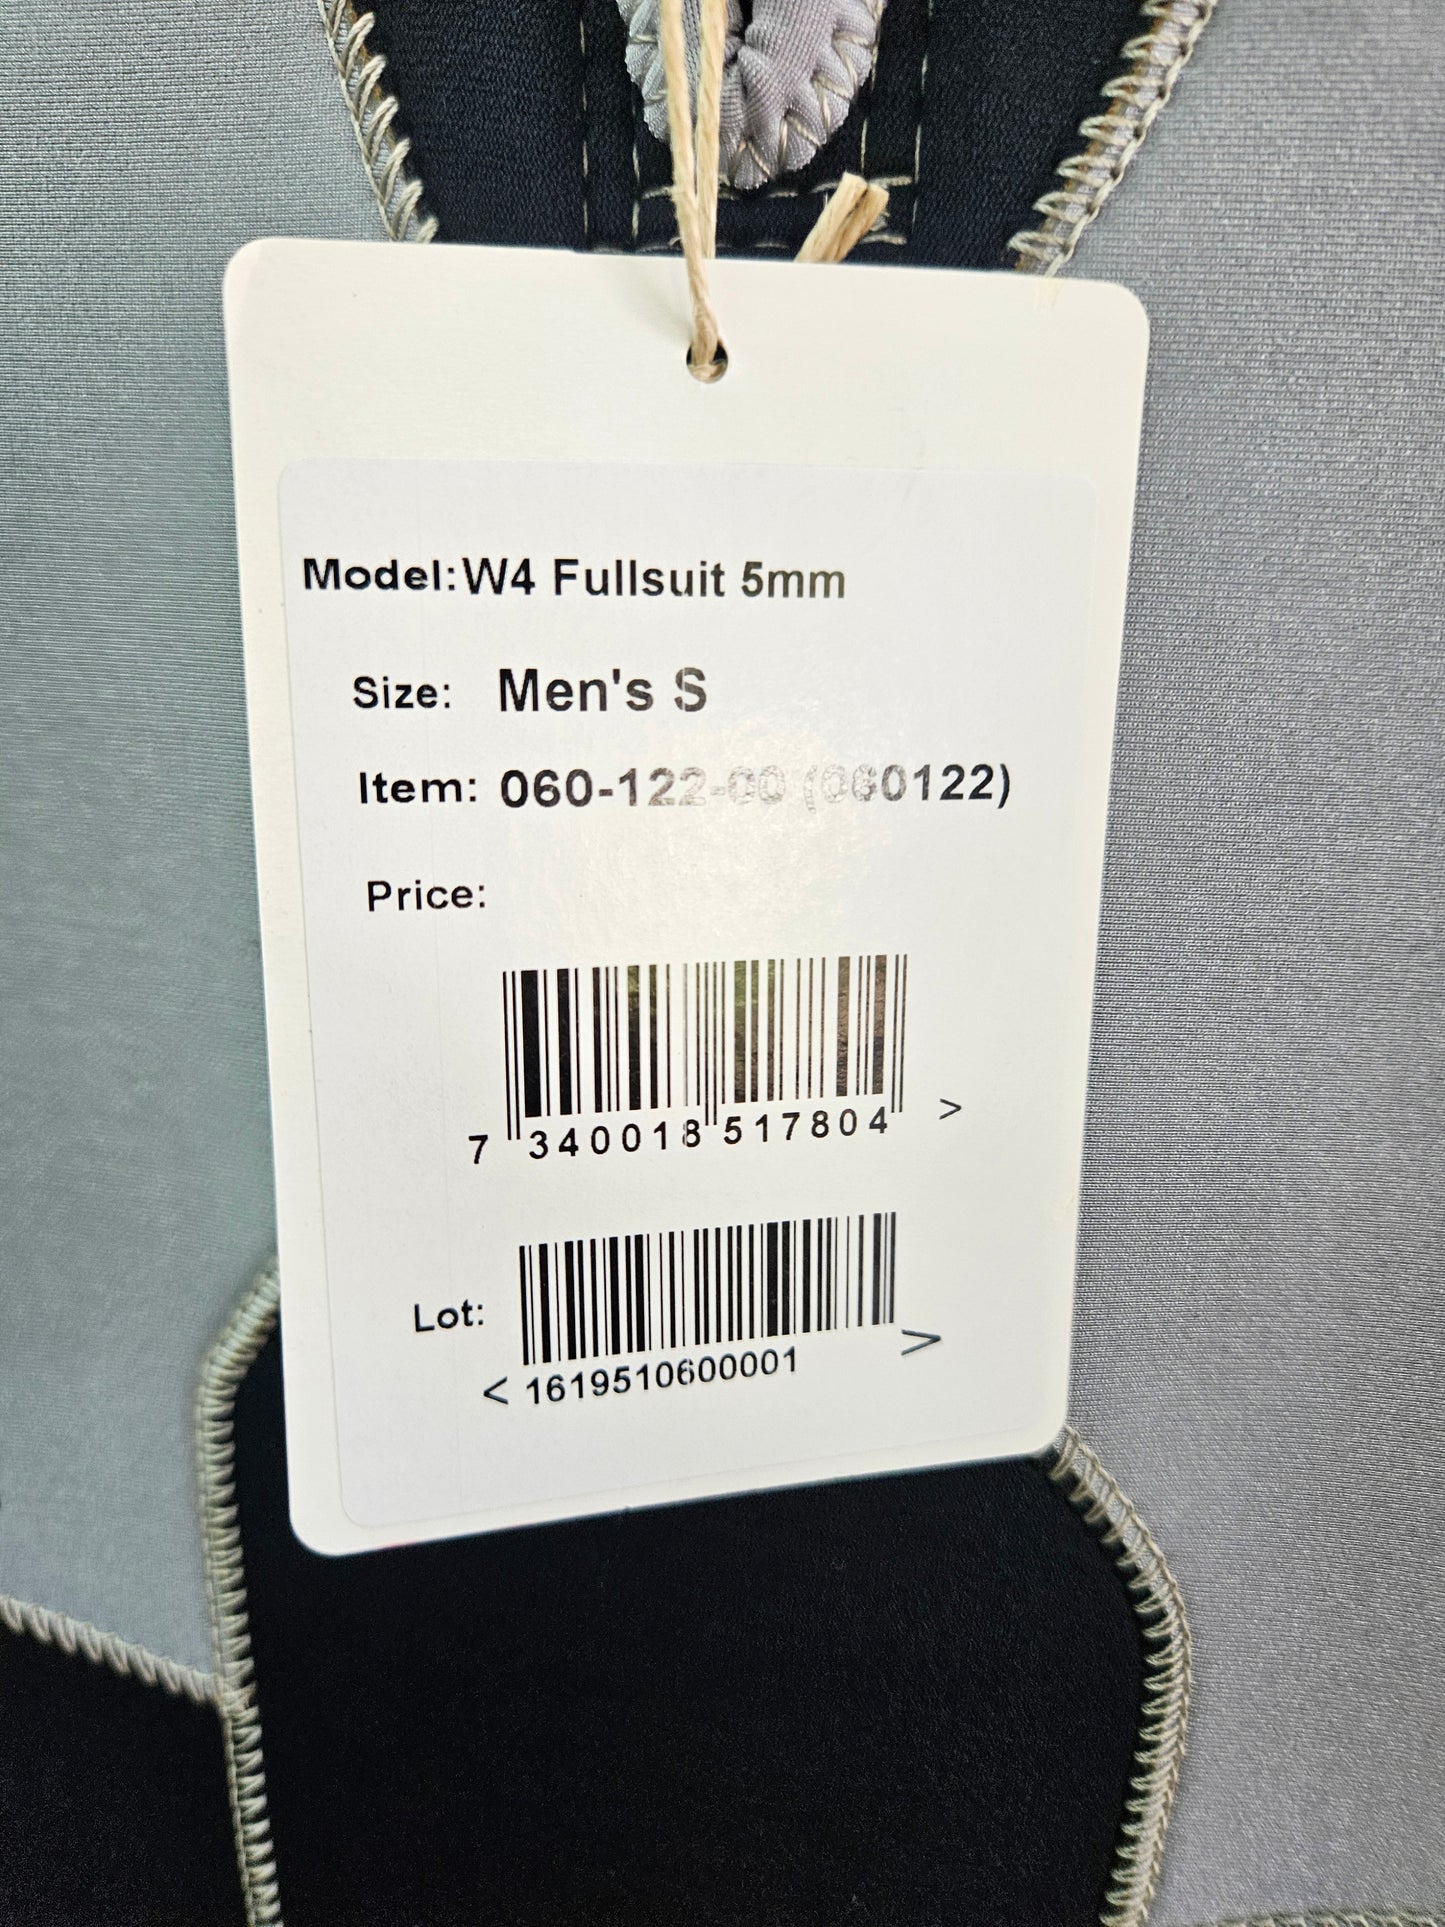 Model: W4 Fullsuit 5mm
Size: Men's S
Item: 060-122-00 (060122)
Price:
7 340018 517804 >
Lot:
< 1619510600001 >